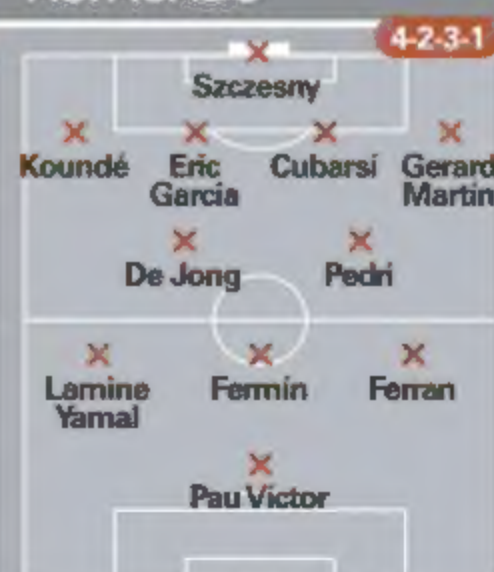 4-2-3-1
Szczesny
Koundé Eric Cubarsí Gerard
Garcia Martin
De Jong Pedri
Lamine Fermín Ferran
Yamal
Pau Victor